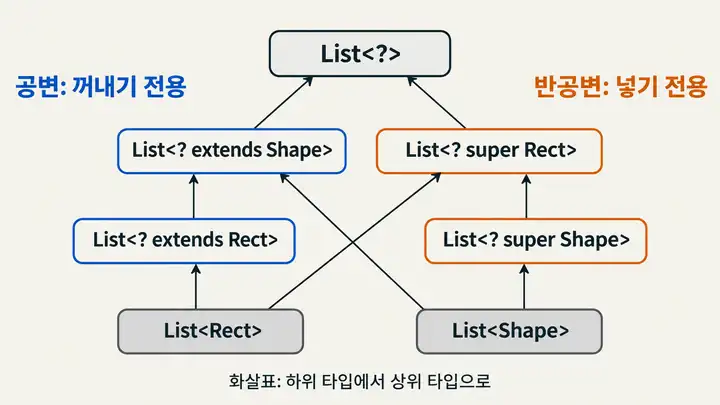 List<?>
공변: 꺼내기 전용
반공변: 넣기 전용
List<? extends Shape>
List<? super Rect>
List<? extends Rect>
List<? super Shape>
List<Rect>
List<Shape>
화살표: 하위 타입에서 상위 타입으로